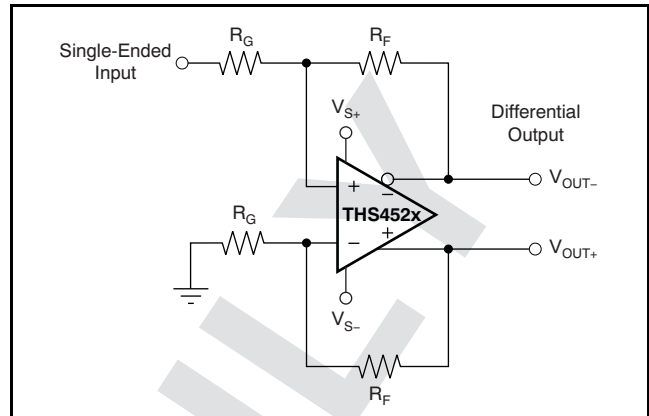 R_G
R_F
Single-Ended
Input
V_S+
Differential
Output
+
−
V_OUT−
THS452x
R_G
−
+
V_OUT+
V_S−
R_F